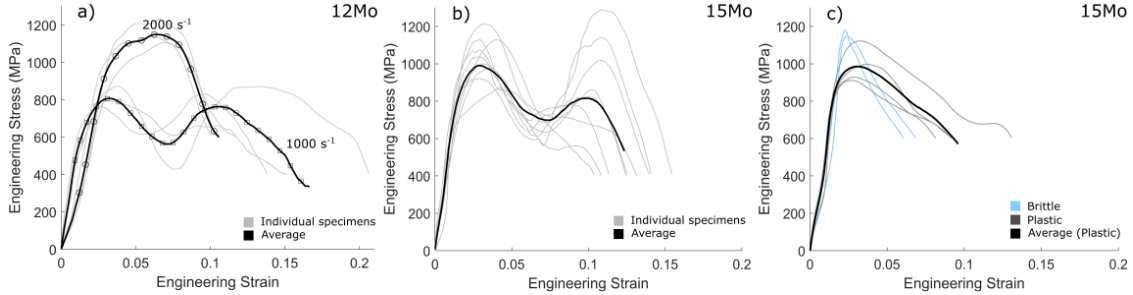 a) 12Mo
2000 s⁻¹
1000 s⁻¹
Individual specimens
Average
Engineering Stress (MPa)
0 200 400 600 800 1000 1200
0 0.05 0.1 0.15 0.2
Engineering Strain
b) 15Mo
Individual specimens
Average
Engineering Stress (MPa)
0 200 400 600 800 1000 1200
0 0.05 0.1 0.15 0.2
Engineering Strain
c) 15Mo
Brittle
Plastic
Average (Plastic)
Engineering Stress (MPa)
0 200 400 600 800 1000 1200
0 0.05 0.1 0.15 0.2
Engineering Strain